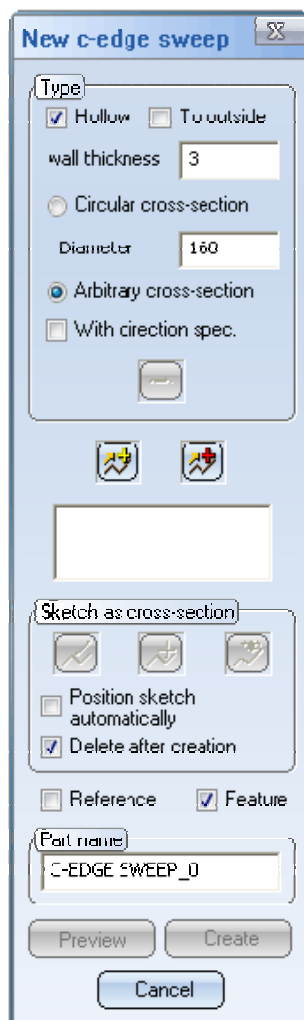 New c-edge sweep
Type
Hollow To outside
wall thickness 3
Circular cross-section
Diameter 160
Arbitrary cross-section
With cirection spec.
Sketch as cross-section
Position sketch
automatically
Delete after creation
Reference Feature
Part name
C-EDGE SWEEP_0
Preview Create
Cancel